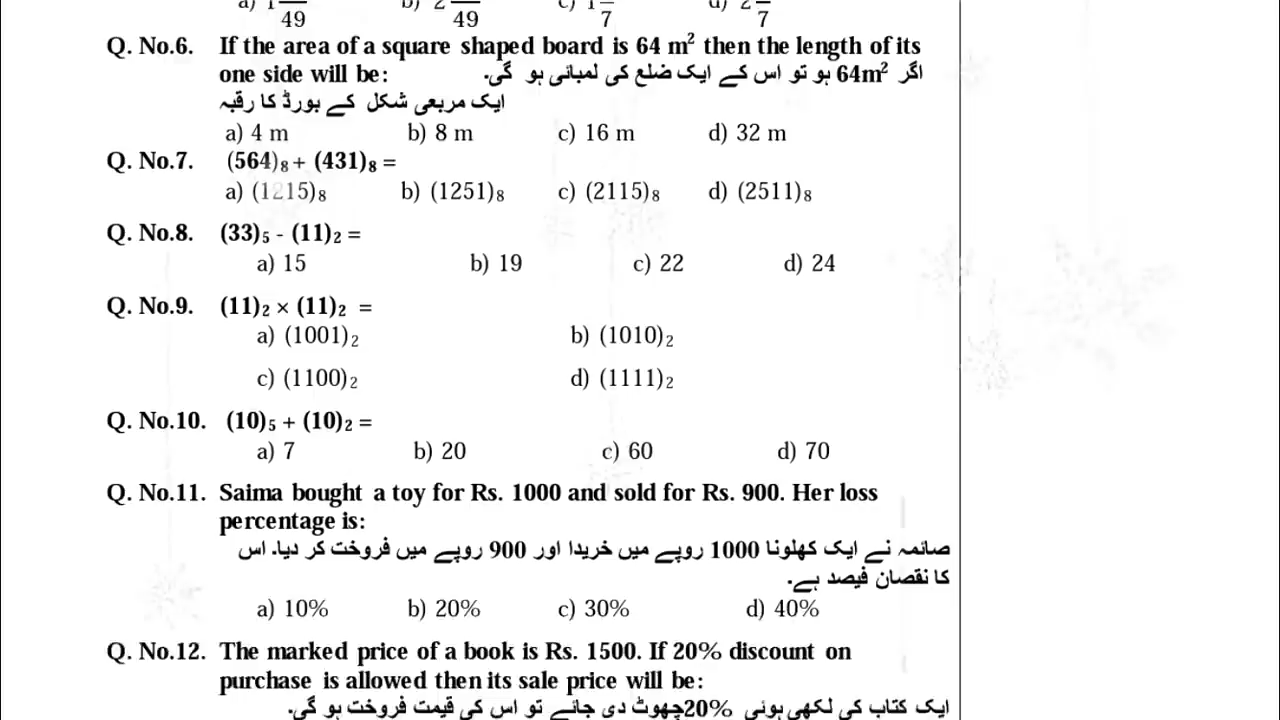 a) 1 49 b) 2 49 c) 1 7 d) 2 7
Q. No.6. If the area of a square shaped board is 64 m² then the length of its
one side will be: اگر 64m² ہو تو اس کے ایک ضلع کی لمبائی ہو گی۔
ایک مربعی شکل کے بورڈ کا رقبہ
a) 4 m b) 8 m c) 16 m d) 32 m
Q. No.7. (564)₈ + (431)₈ =
a) (1215)₈ b) (1251)₈ c) (2115)₈ d) (2511)₈
Q. No.8. (33)₅ - (11)₂ =
a) 15 b) 19 c) 22 d) 24
Q. No.9. (11)₂ × (11)₂ =
a) (1001)₂ b) (1010)₂
c) (1100)₂ d) (1111)₂
Q. No.10. (10)₅ + (10)₂ =
a) 7 b) 20 c) 60 d) 70
Q. No.11. Saima bought a toy for Rs. 1000 and sold for Rs. 900. Her loss
percentage is:
صائمہ نے ایک کھلونا 1000 روپے میں خریدا اور 900 روپے میں فروخت کر دیا۔ اس
کا نقصان فیصد ہے۔
a) 10% b) 20% c) 30% d) 40%
Q. No.12. The marked price of a book is Rs. 1500. If 20% discount on
purchase is allowed then its sale price will be:
ایک کتاب کی لکھی ہوئی 20% چھوٹ دی جائے تو اس کی قیمت فروخت ہو گی۔